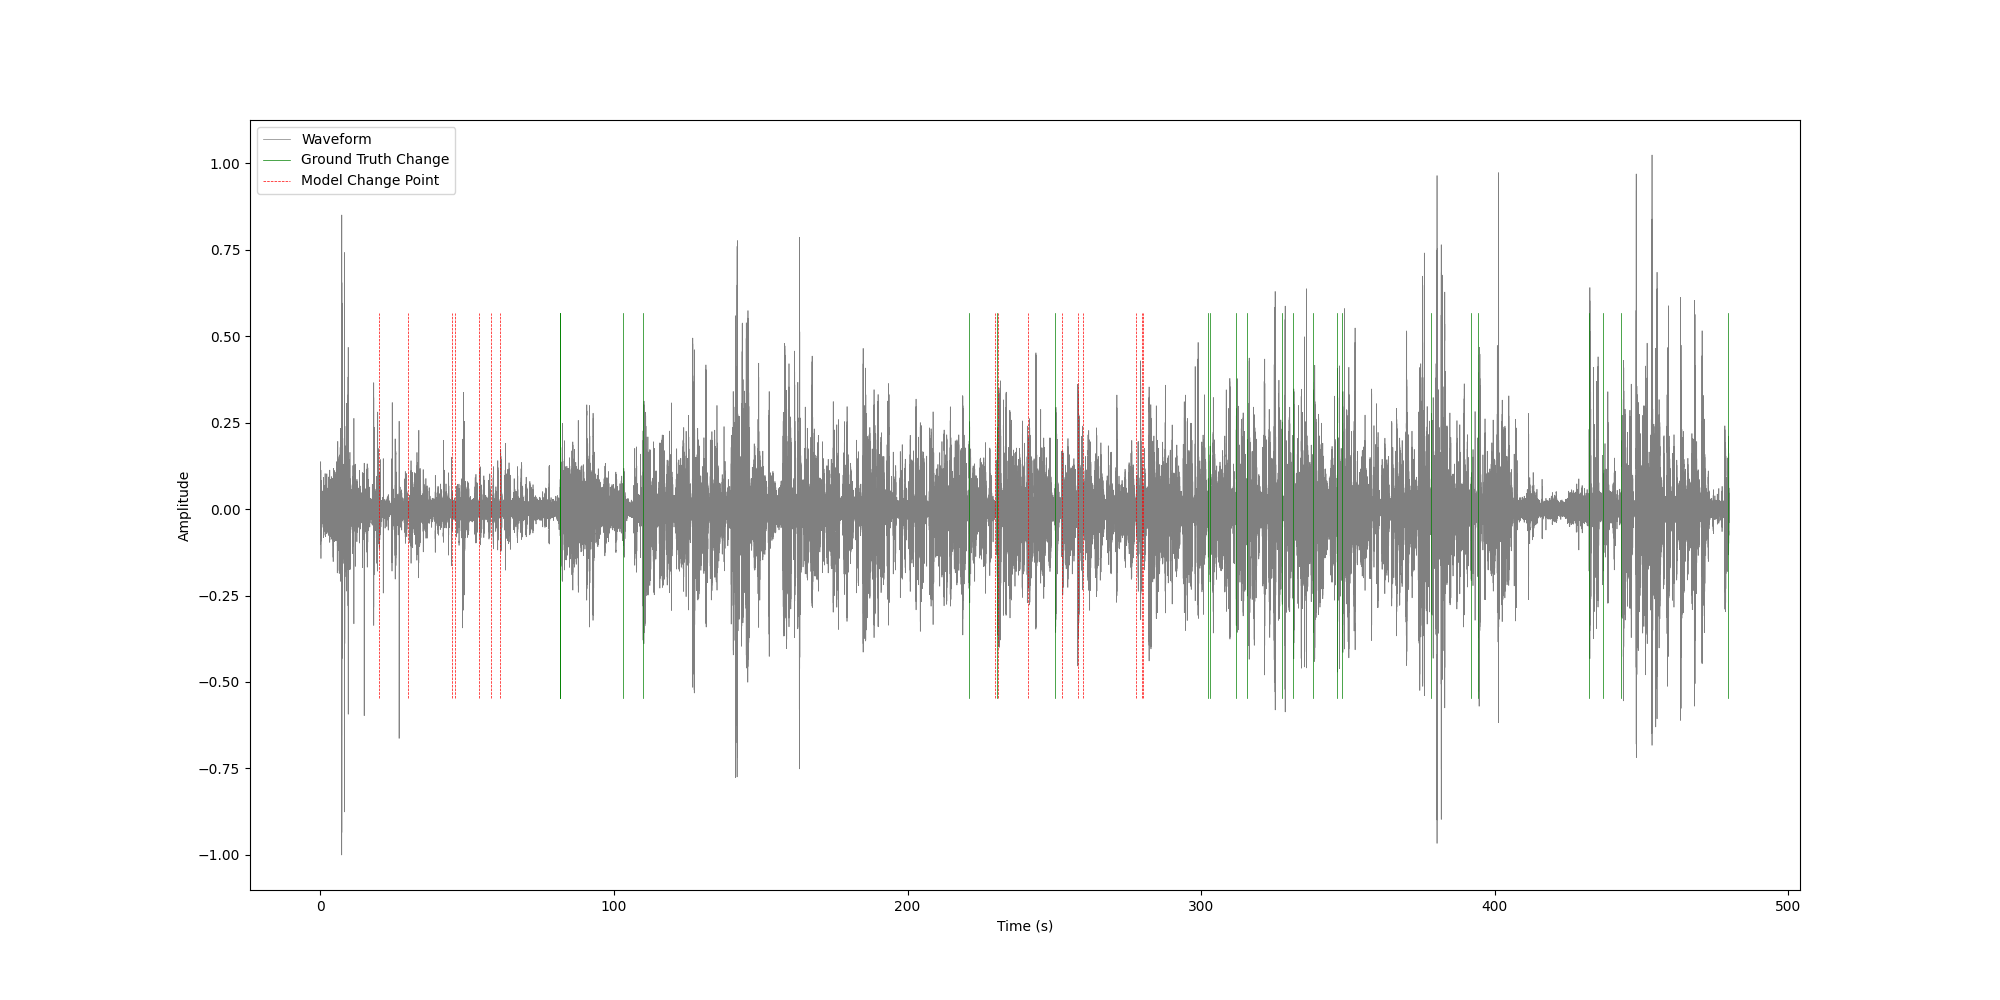 Waveform
Ground Truth Change
Model Change Point
1.00
0.75
0.50
0.25
0.00
−0.25
−0.50
−0.75
−1.00
Amplitude
0 100 200 300 400 500
Time (s)